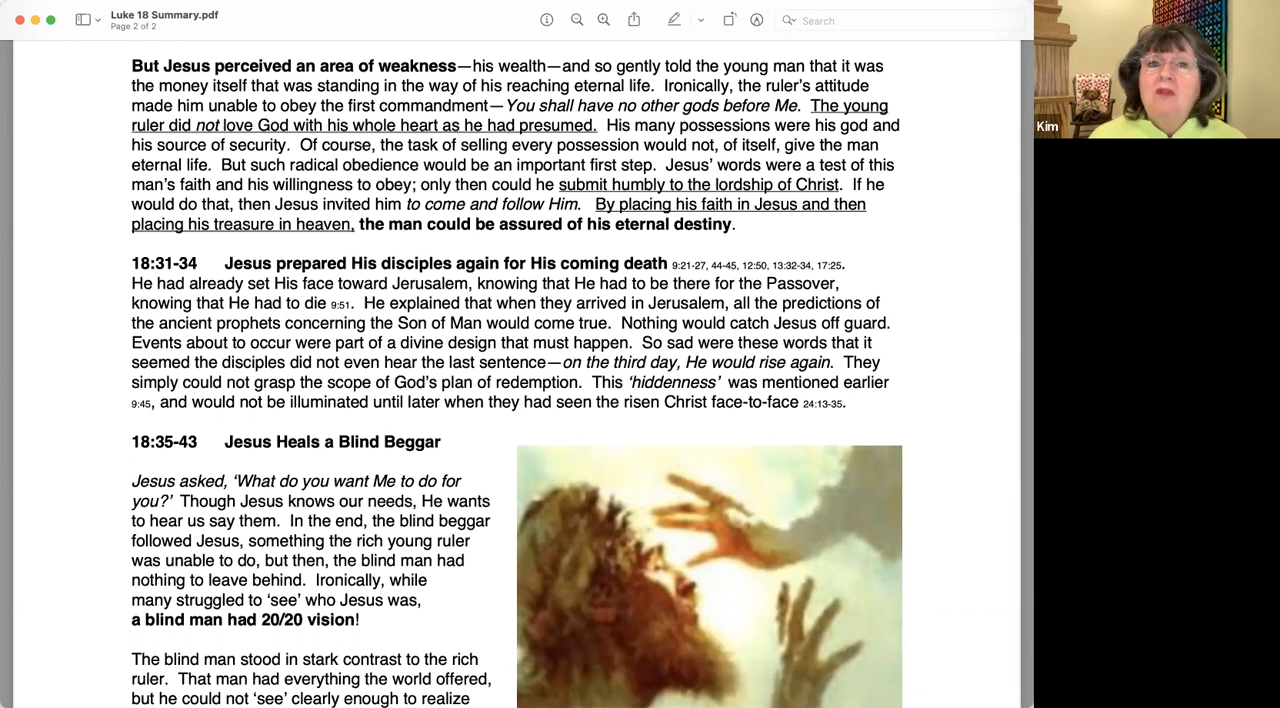 Luke 18 Summary.pdf
Page 2 of 2
Search
But Jesus perceived an area of weakness—his wealth—and so gently told the young man that it was
the money itself that was standing in the way of his reaching eternal life. Ironically, the ruler's attitude
made him unable to obey the first commandment—You shall have no other gods before Me. The young
ruler did not love God with his whole heart as he had presumed. His many possessions were his god and
his source of security. Of course, the task of selling every possession would not, of itself, give the man
eternal life. But such radical obedience would be an important first step. Jesus' words were a test of this
man's faith and his willingness to obey; only then could he submit humbly to the lordship of Christ. If he
would do that, then Jesus invited him to come and follow Him. By placing his faith in Jesus and then
placing his treasure in heaven, the man could be assured of his eternal destiny.
18:31-34 Jesus prepared His disciples again for His coming death 9:21-27, 44-45, 12:50, 13:32-34, 17:25.
He had already set His face toward Jerusalem, knowing that He had to be there for the Passover,
knowing that He had to die 9:51. He explained that when they arrived in Jerusalem, all the predictions of
the ancient prophets concerning the Son of Man would come true. Nothing would catch Jesus off guard.
Events about to occur were part of a divine design that must happen. So sad were these words that it
seemed the disciples did not even hear the last sentence—on the third day, He would rise again. They
simply could not grasp the scope of God's plan of redemption. This 'hiddenness' was mentioned earlier
9:45, and would not be illuminated until later when they had seen the risen Christ face-to-face 24:13-35.
18:35-43 Jesus Heals a Blind Beggar
Jesus asked, 'What do you want Me to do for
you?' Though Jesus knows our needs, He wants
to hear us say them. In the end, the blind beggar
followed Jesus, something the rich young ruler
was unable to do, but then, the blind man had
nothing to leave behind. Ironically, while
many struggled to 'see' who Jesus was,
a blind man had 20/20 vision!
The blind man stood in stark contrast to the rich
ruler. That man had everything the world offered,
but he could not 'see' clearly enough to realize
Kim